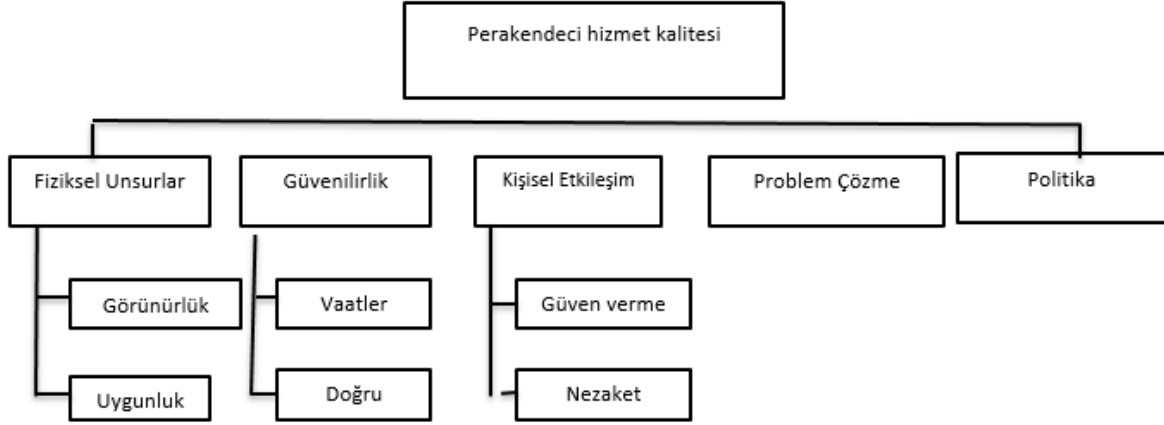 Perakendeci hizmet kalitesi
Fiziksel Unsurlar
Güvenilirlik
Kişisel Etkileşim
Problem Çözme
Politika
Görünürlük
Vaatler
Güven verme
Uygunluk
Doğru
Nezaket